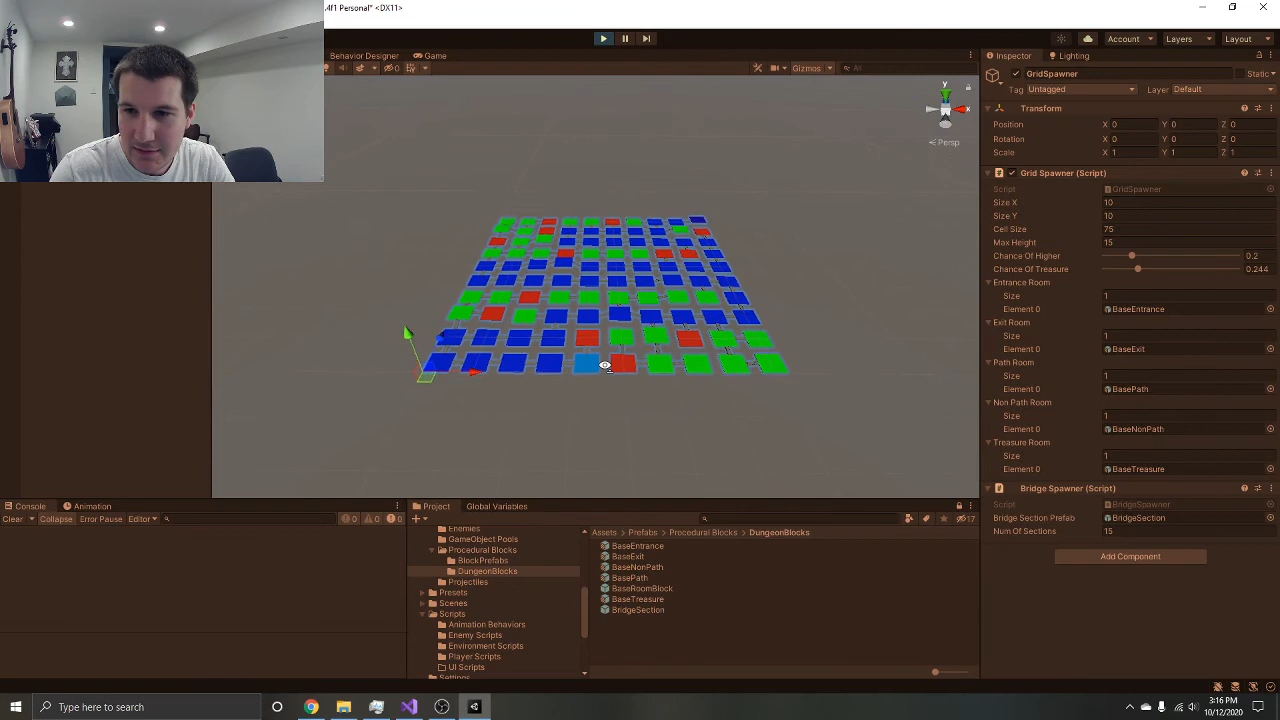 .4f1 Personal* <DX11>
Account
Layers
Layout
Behavior Designer
Game
Inspector
Lighting
0
Gizmos
All
GridSpawner
Static
Tag
Untagged
Layer
Default
y
x
Persp
Transform
Position X 0 Y 0 Z 0
Rotation X 0 Y 0 Z 0
Scale X 1 Y 1 Z 1
Grid Spawner (Script)
Script GridSpawner
Size X 10
Size Y 10
Cell Size 75
Max Height 15
Chance Of Higher 0.2
Chance Of Treasure 0.244
Entrance Room
Size 1
Element 0 BaseEntrance
Exit Room
Size 1
Element 0 BaseExit
Path Room
Size 1
Element 0 BasePath
Non Path Room
Size 1
Element 0 BaseNonPath
Treasure Room
Size 1
Element 0 BaseTreasure
Bridge Spawner (Script)
Script BridgeSpawner
Bridge Section Prefab BridgeSection
Num Of Sections 15
Add Component
Console
Animation
Clear
Collapse
Error Pause
Editor
0
0
0
Project
Global Variables
17
Enemies
GameObject Pools
Procedural Blocks
BlockPrefabs
DungeonBlocks
Projectiles
Presets
Scenes
Scripts
Animation Behaviors
Enemy Scripts
Environment Scripts
Player Scripts
UI Scripts
Settings
Assets > Prefabs > Procedural Blocks > DungeonBlocks
BaseEntrance
BaseExit
BaseNonPath
BasePath
BaseRoomBlock
BaseTreasure
BridgeSection
Type here to search
3:16 PM
10/12/2020